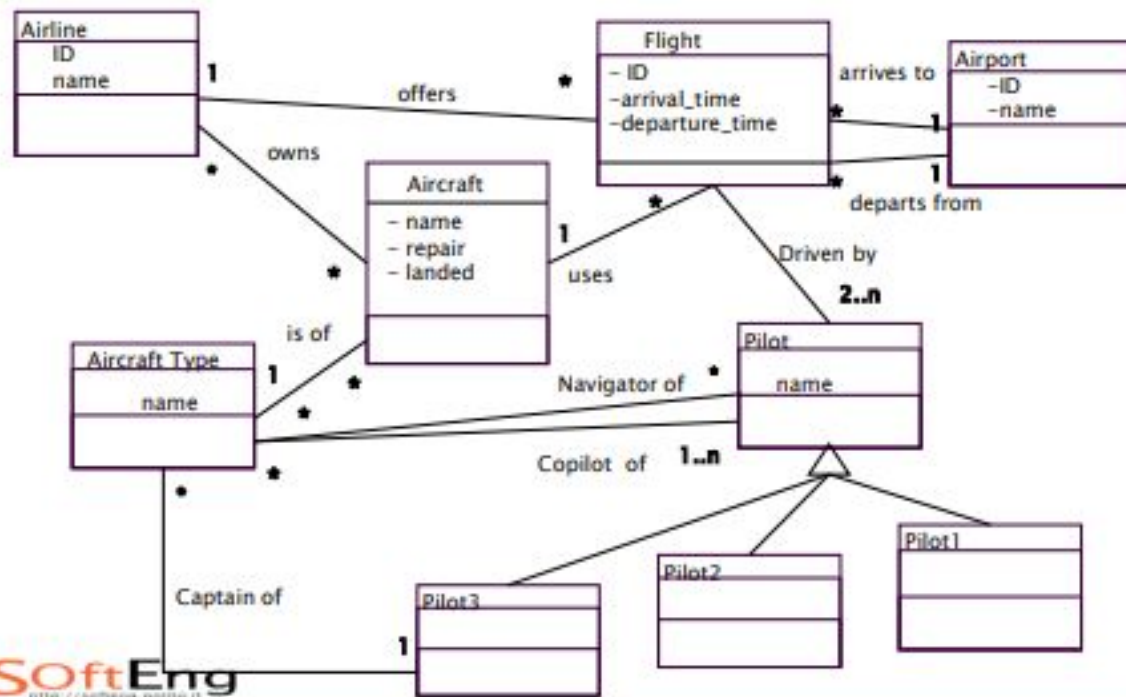 Airline
ID
name
1
offers
*
Flight
- ID
-arrival_time
-departure_time
arrives to
*
1
Airport
-ID
-name
*
1
departs from
owns
*
*
Aircraft
- name
- repair
- landed
1
uses
*
Driven by
2..n
is of
1
*
Aircraft Type
name
*
Navigator of
*
Pilot
name
*
Copilot of
1..n
*
Captain of
1
Pilot3
Pilot2
Pilot1
SOftEng